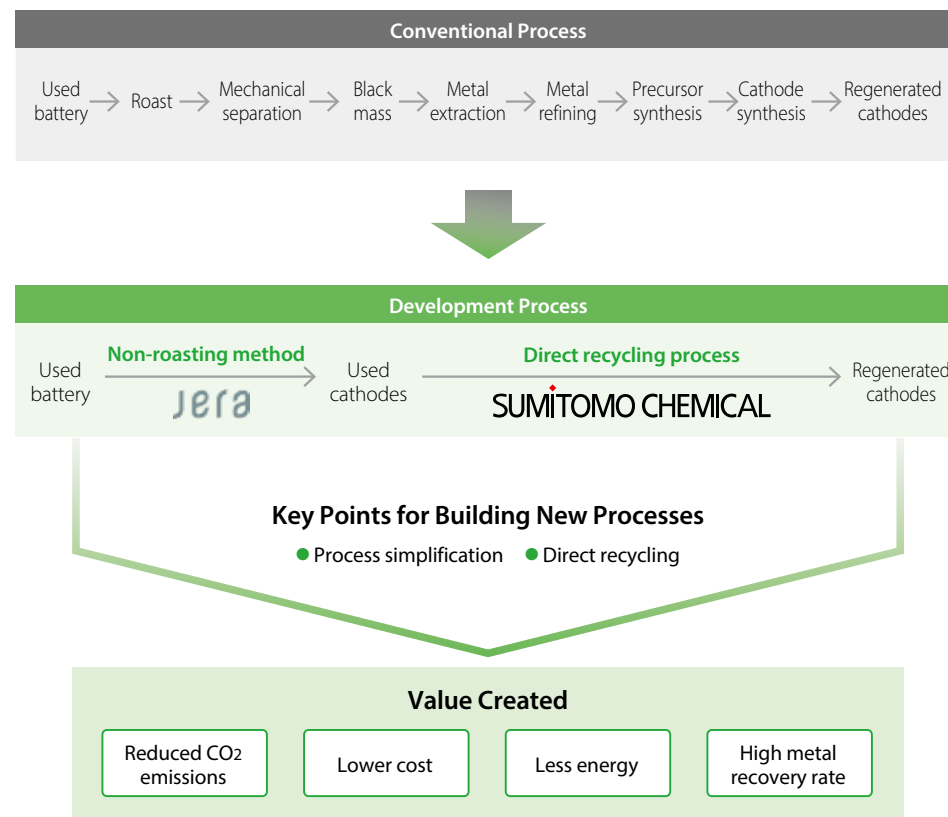 Conventional Process
Used
battery
Roast
Mechanical
separation
Black
mass
Metal
extraction
Metal
refining
Precursor
synthesis
Cathode
synthesis
Regenerated
cathodes
Development Process
Used
battery
Non-roasting method
Jera
Used
cathodes
Direct recycling process
SUMITOMO CHEMICAL
Regenerated
cathodes
Key Points for Building New Processes
● Process simplification ● Direct recycling
Value Created
Reduced CO2
emissions
Lower cost
Less energy
High metal
recovery rate